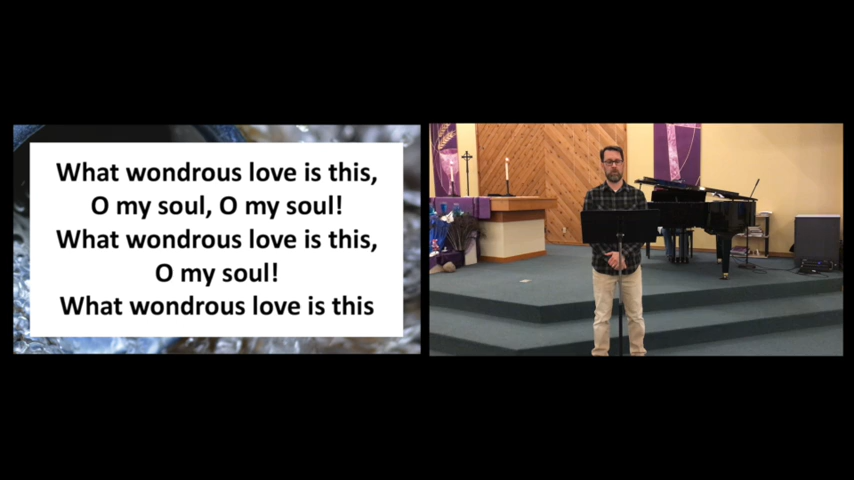 What wondrous love is this,
O my soul, O my soul!
What wondrous love is this,
O my soul!
What wondrous love is this